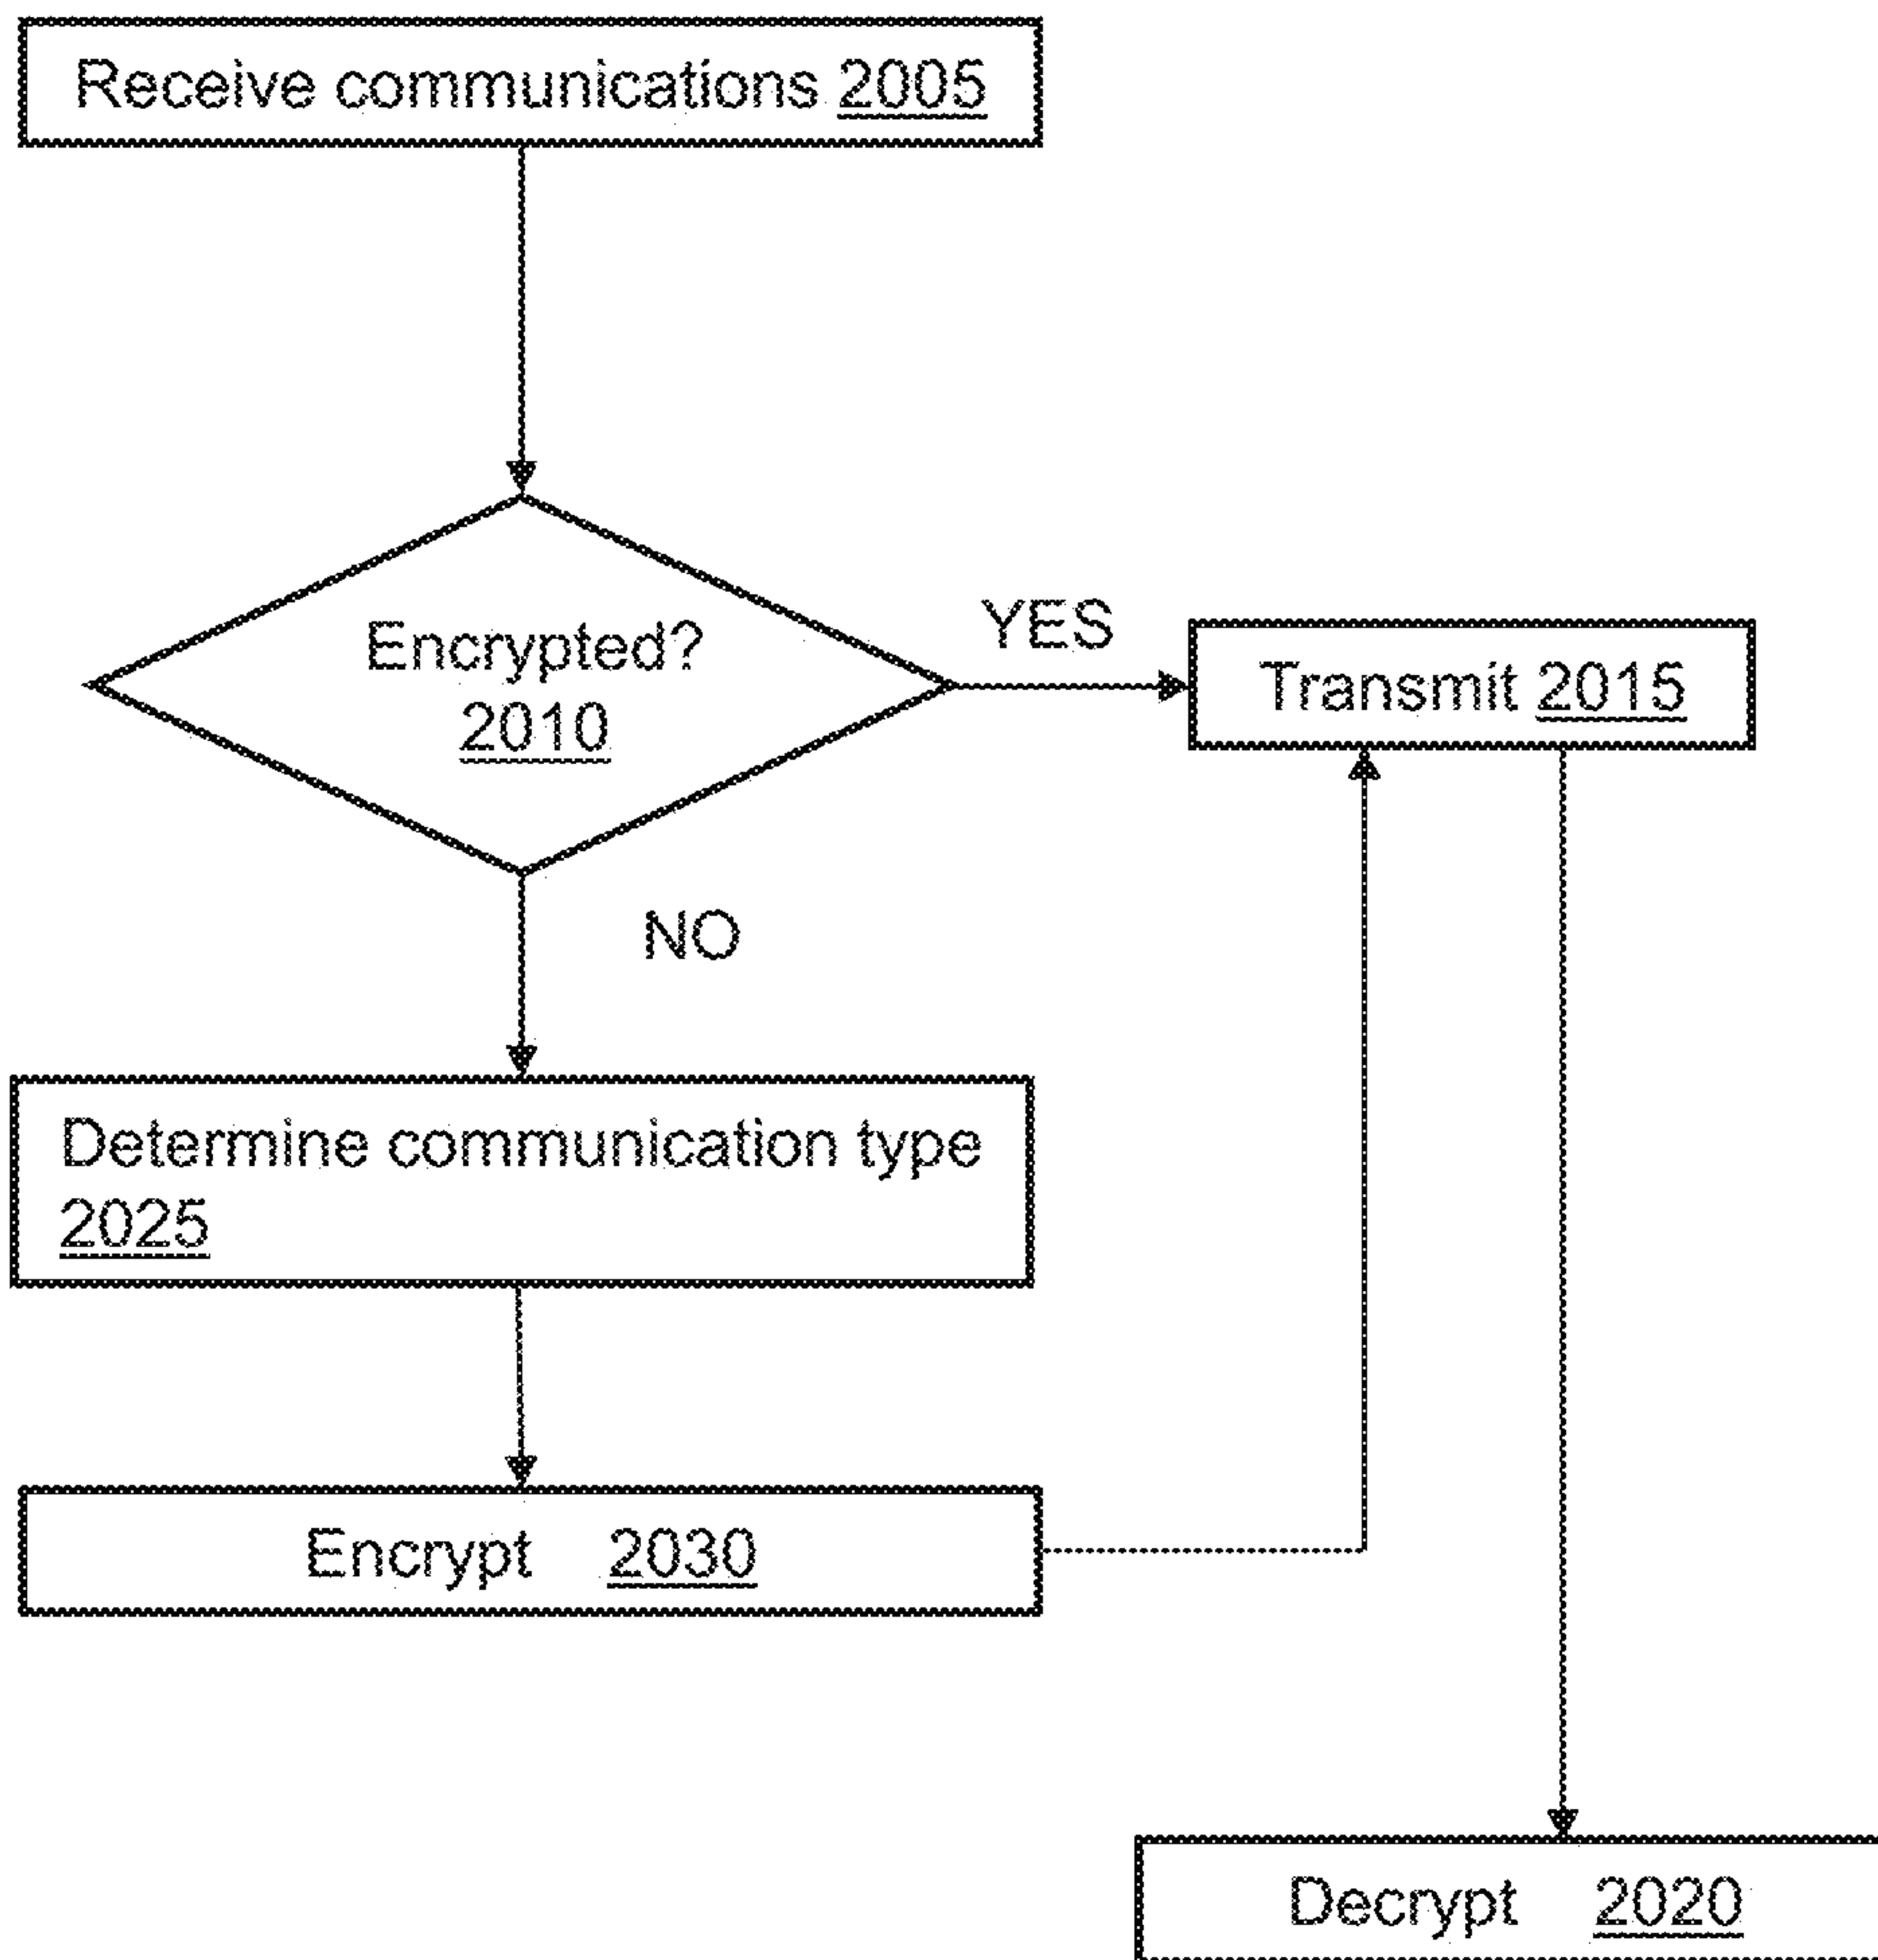 Receive communications 2005
Encrypted?
2010
YES
Transmit 2015
NO
Determine communication type
2025
Encrypt 2030
Decrypt 2020